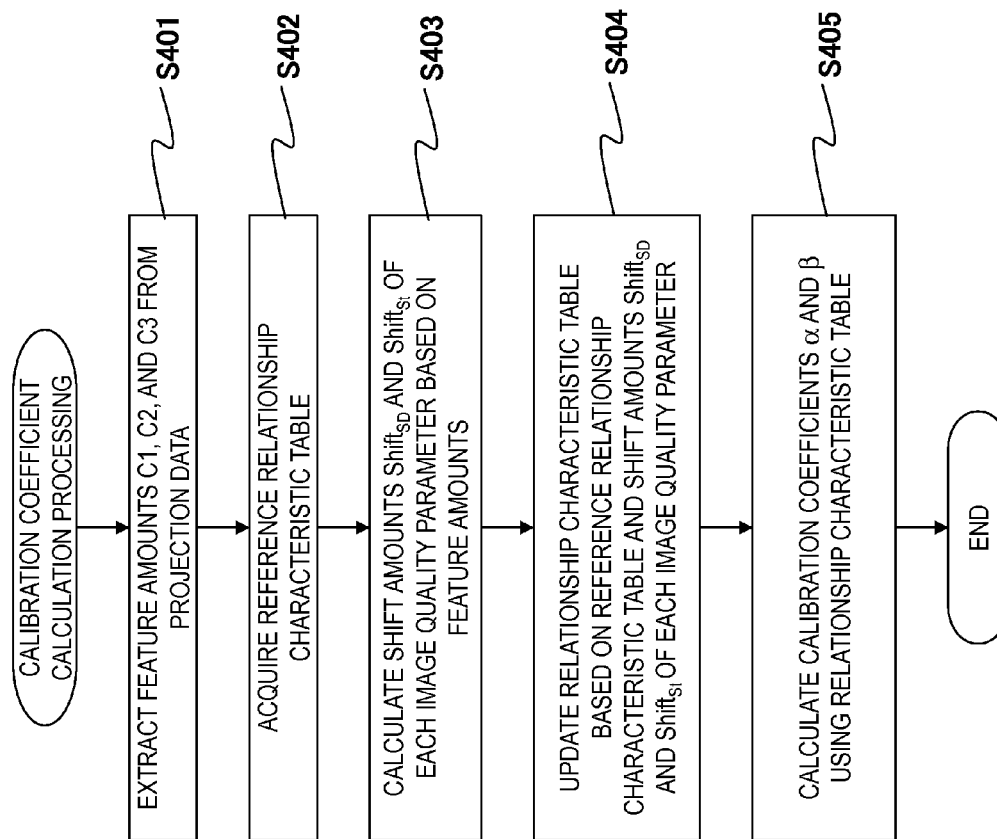 CALIBRATION COEFFICIENT
CALCULATION PROCESSING
EXTRACT FEATURE AMOUNTS C1, C2, AND C3 FROM
PROJECTION DATA
S401
ACQUIRE REFERENCE RELATIONSHIP
CHARACTERISTIC TABLE
S402
CALCULATE SHIFT AMOUNTS ShiftSD AND ShiftSt OF
EACH IMAGE QUALITY PARAMETER BASED ON
FEATURE AMOUNTS
S403
UPDATE RELATIONSHIP CHARACTERISTIC TABLE
BASED ON REFERENCE RELATIONSHIP
CHARACTERISTIC TABLE AND SHIFT AMOUNTS ShiftSD
AND ShiftSt OF EACH IMAGE QUALITY PARAMETER
S404
CALCULATE CALIBRATION COEFFICIENTS α AND β
USING RELATIONSHIP CHARACTERISTIC TABLE
S405
END